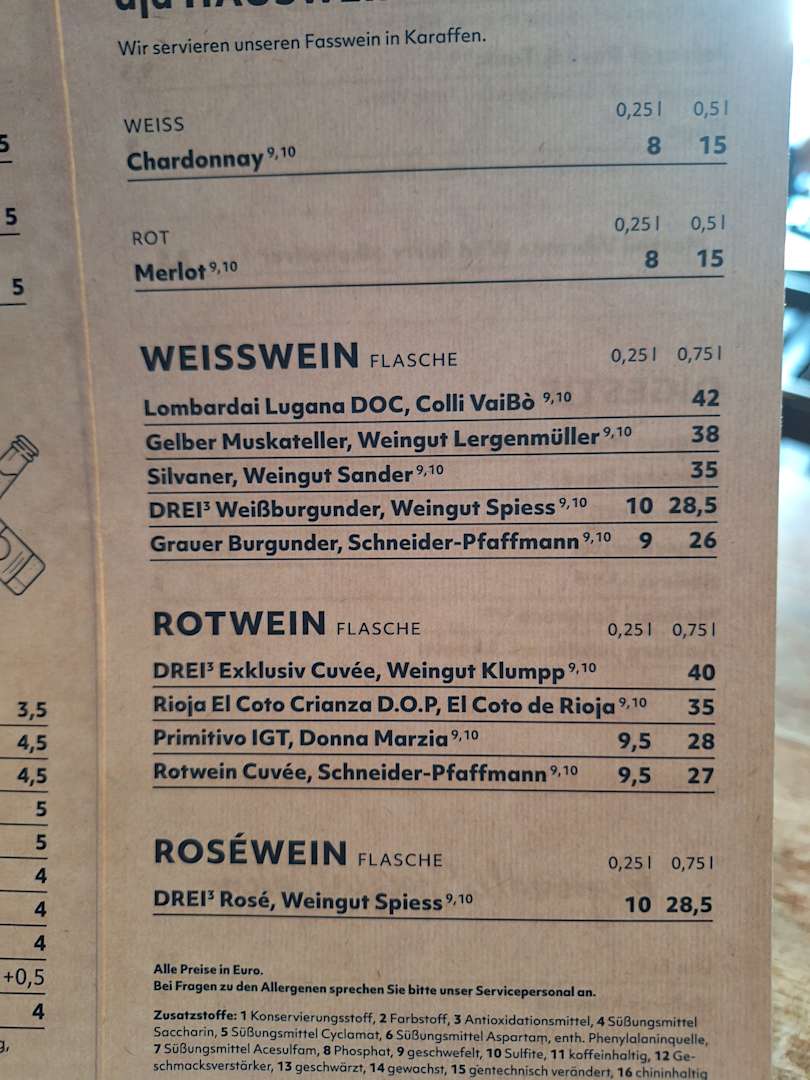 Wir servieren unseren Fasswein in Karaffen.
WEISS 0,25 l 0,5 l
Chardonnay 9,10 8 15
ROT 0,25 l 0,5 l
Merlot 9,10 8 15
WEISSWEIN FLASCHE 0,25 l 0,75 l
Lombardai Lugana DOC, Colli VaiBò 9,10 42
Gelber Muskateller, Weingut Lergenmüller 9,10 38
Silvaner, Weingut Sander 9,10 35
DREI³ Weißburgunder, Weingut Spiess 9,10 10 28,5
Grauer Burgunder, Schneider-Pfaffmann 9,10 9 26
ROTWEIN FLASCHE 0,25 l 0,75 l
DREI³ Exklusiv Cuvée, Weingut Klumpp 9,10 40
Rioja El Coto Crianza D.O.P, El Coto de Rioja 9,10 35
Primitivo IGT, Donna Marzia 9,10 9,5 28
Rotwein Cuvée, Schneider-Pfaffmann 9,10 9,5 27
ROSÉWEIN FLASCHE 0,25 l 0,75 l
DREI³ Rosé, Weingut Spiess 9,10 10 28,5
Alle Preise in Euro.
Bei Fragen zu den Allergenen sprechen Sie bitte unser Servicepersonal an.
Zusatzstoffe: 1 Konservierungsstoff, 2 Farbstoff, 3 Antioxidationsmittel, 4 Süßungsmittel
Saccharin, 5 Süßungsmittel Cyclamat, 6 Süßungsmittel Aspartam, enth. Phenylalaninquelle,
7 Süßungsmittel Acesulfam, 8 Phosphat, 9 geschwefelt, 10 Sulfite, 11 koffeinhaltig, 12 Ge-
schmacksverstärker, 13 geschwärzt, 14 gewachst, 15 gentechnisch verändert, 16 chininhaltig
5
5
5
3,5
4,5
4,5
5
5
4
4
4
+0,5
4